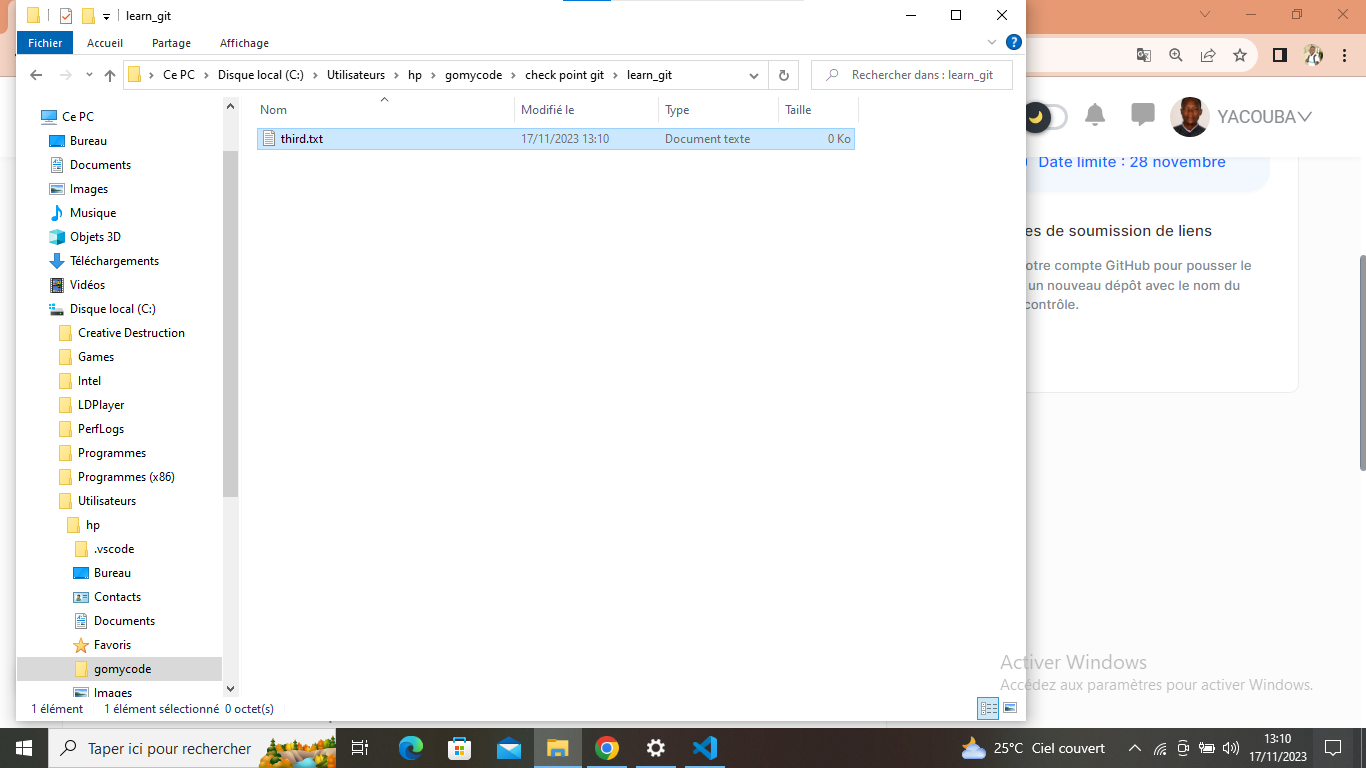 learn_git
Fichier Accueil Partage Affichage
Ce PC Disque local (C:) Utilisateurs hp gomycode check point git learn_git
Rechercher dans : learn_git
Nom Modifié le Type Taille
third.txt 17/11/2023 13:10 Document texte 0 Ko
Ce PC
Bureau
Documents
Images
Musique
Objets 3D
Téléchargements
Vidéos
Disque local (C:)
Creative Destruction
Games
Intel
LDPlayer
PerfLogs
Programmes
Programmes (x86)
Utilisateurs
hp
.vscode
Bureau
Contacts
Documents
Favoris
gomycode
Images
1 élément 1 élément sélectionné 0 octet(s)
YACOUBA
Date limite : 28 novembre
es de soumission de liens
otre compte GitHub pour pousser le
un nouveau dépôt avec le nom du
contrôle.
Activer Windows
Accédez aux paramètres pour activer Windows.
Taper ici pour rechercher
25°C Ciel couvert
13:10
17/11/2023